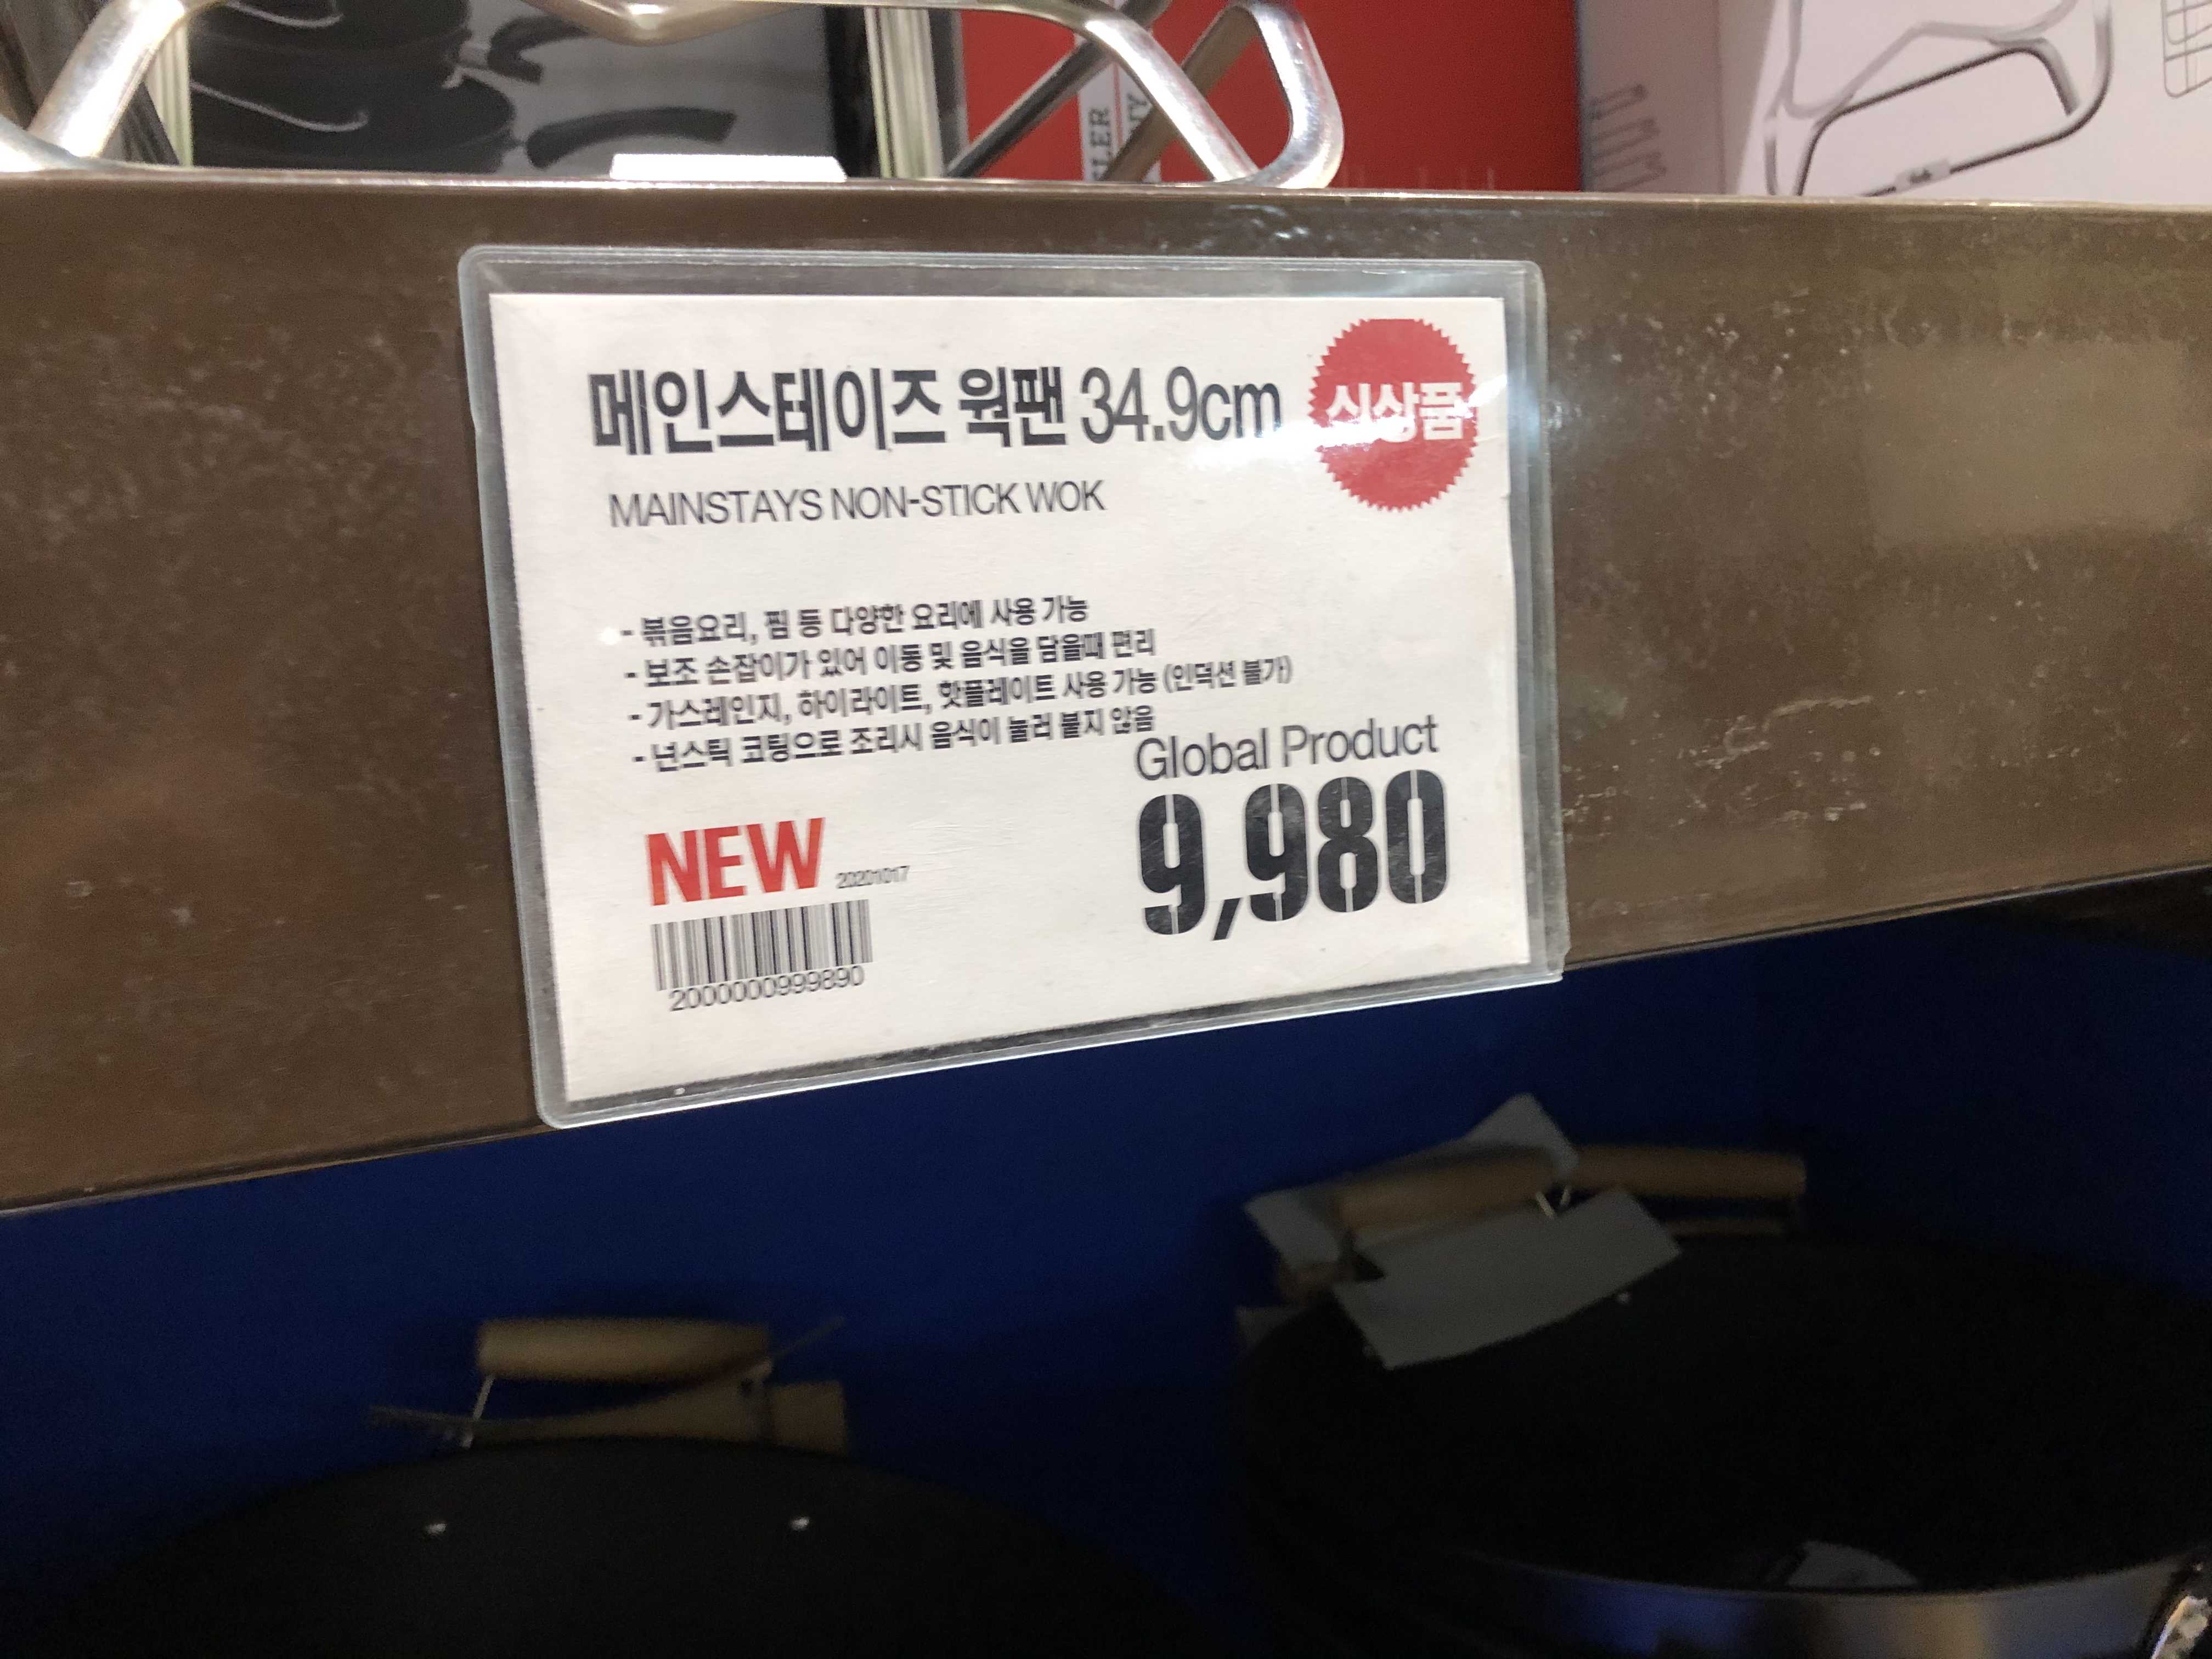 LER
NY
메인스테이즈 웍팬 34.9cm
신상품
MAINSTAYS NON-STICK WOK
- 볶음요리, 찜 등 다양한 요리에 사용 가능
- 보조 손잡이가 있어 이동 및 음식을 담을때 편리
- 가스레인지, 하이라이트, 핫플레이트 사용 가능 (인덕션 불가)
- 넌스틱 코팅으로 조리시 음식이 눌러 붙지 않음
Global Product
9,980
NEW 20201017
2000000999890